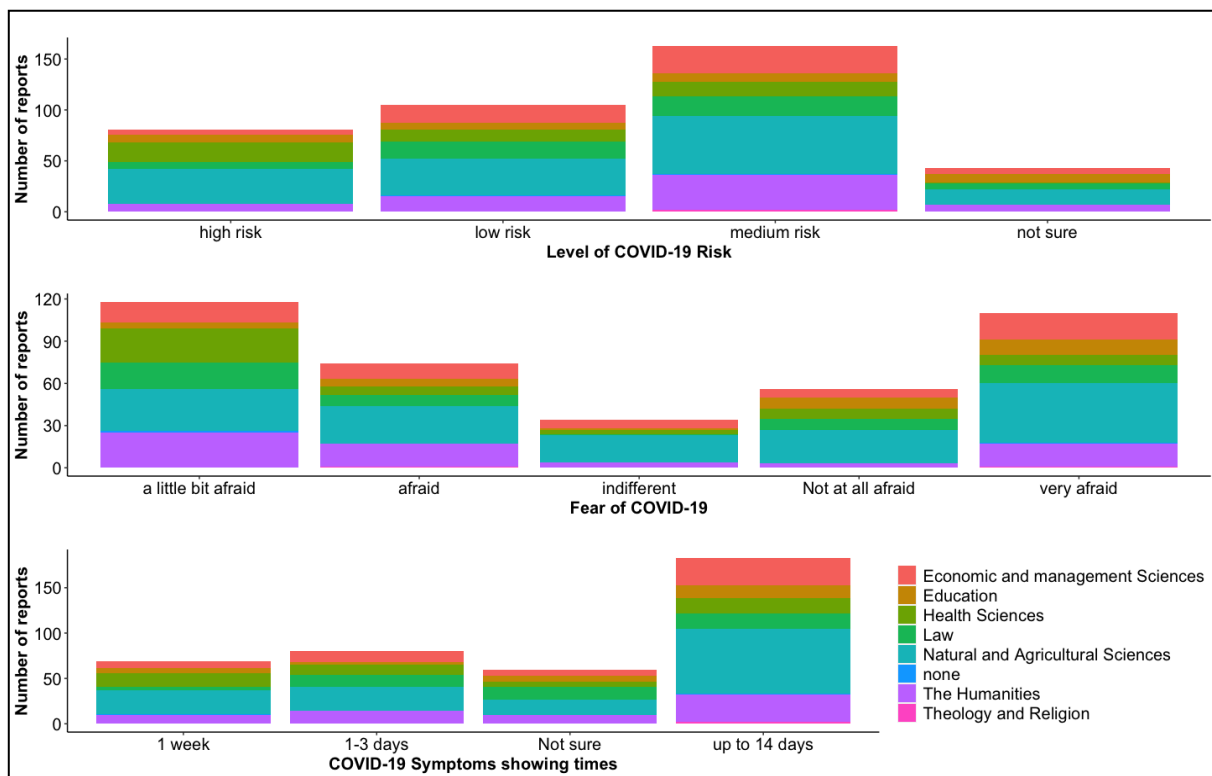 Number of reports
150
100
50
0
high risk
low risk
medium risk
not sure
Level of COVID-19 Risk
Number of reports
120
90
60
30
0
a little bit afraid
afraid
indifferent
Not at all afraid
very afraid
Fear of COVID-19
Number of reports
150
100
50
0
1 week
1-3 days
Not sure
up to 14 days
COVID-19 Symptoms showing times
Economic and management Sciences
Education
Health Sciences
Law
Natural and Agricultural Sciences
none
The Humanities
Theology and Religion